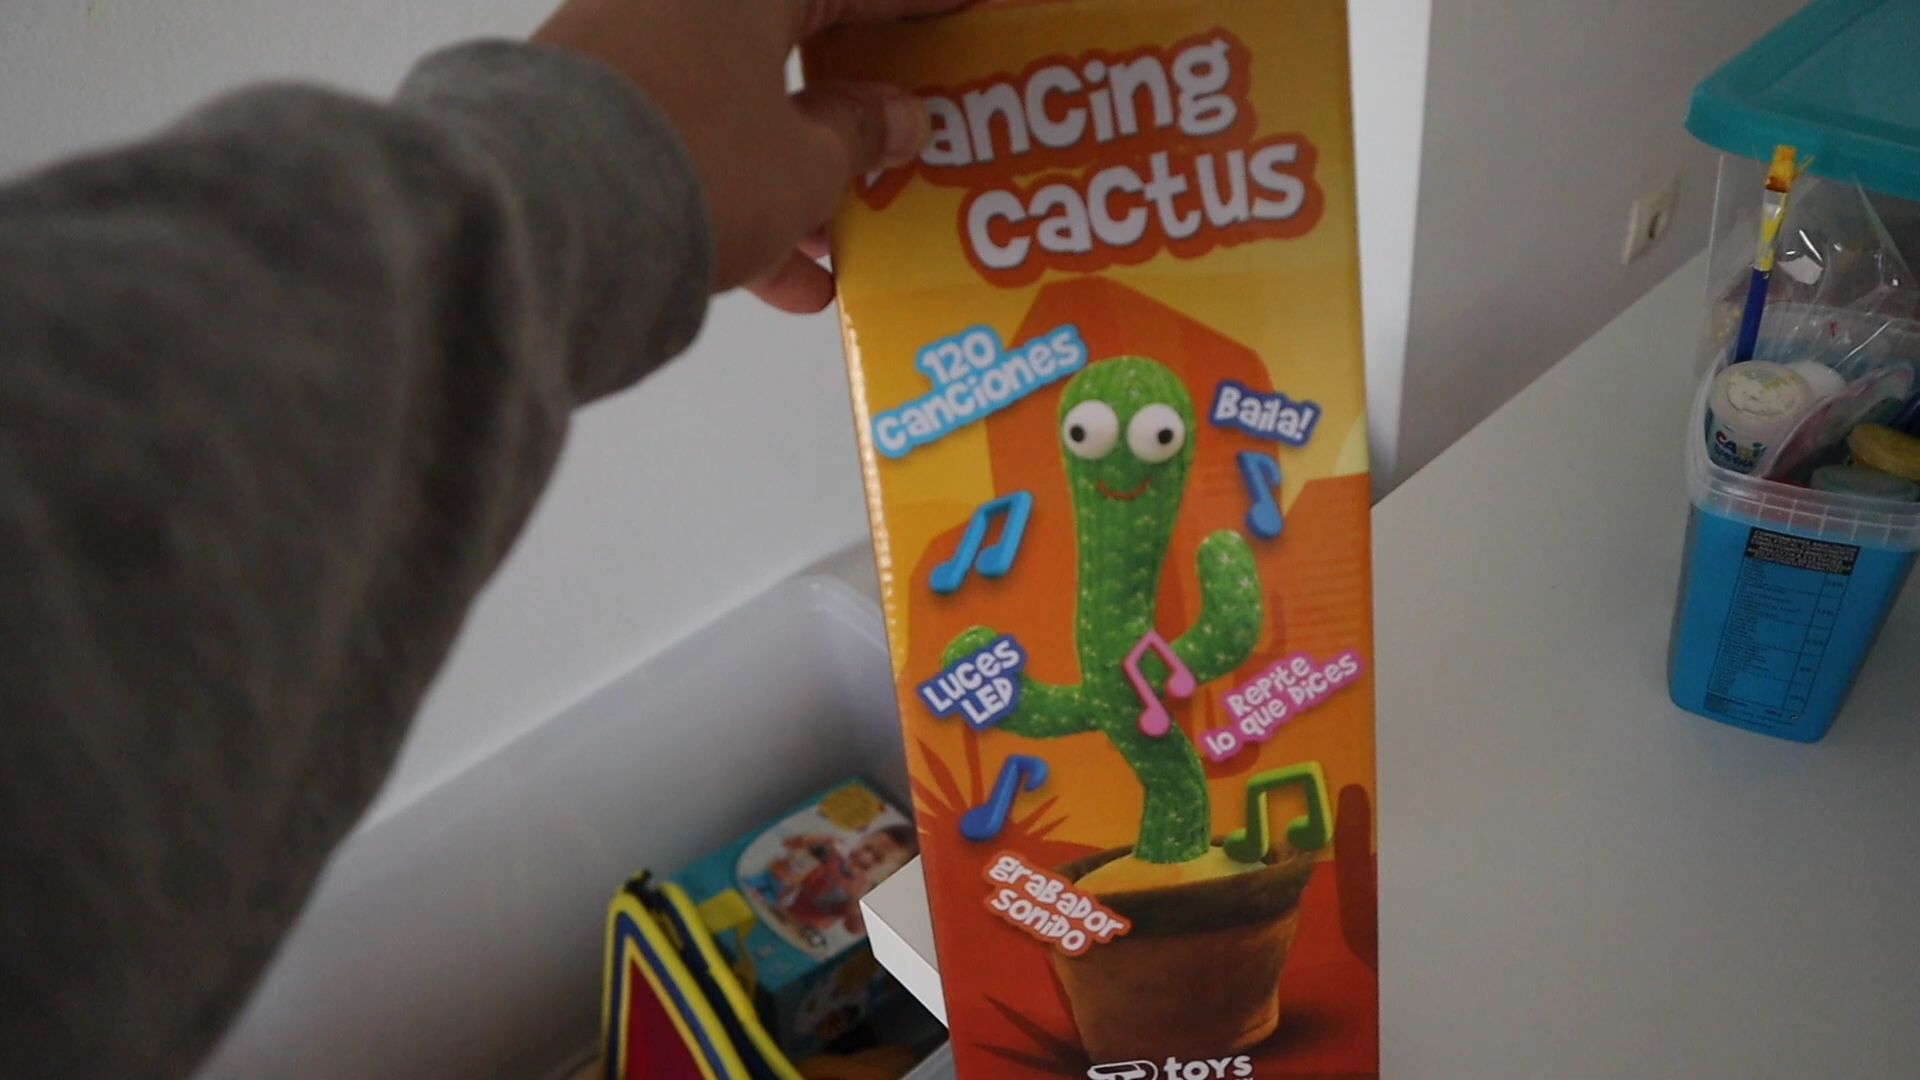 ancing
cactus
120
canciones
Baila!
Luces
LED
Repite
lo que dices
grabador
sonido
toys